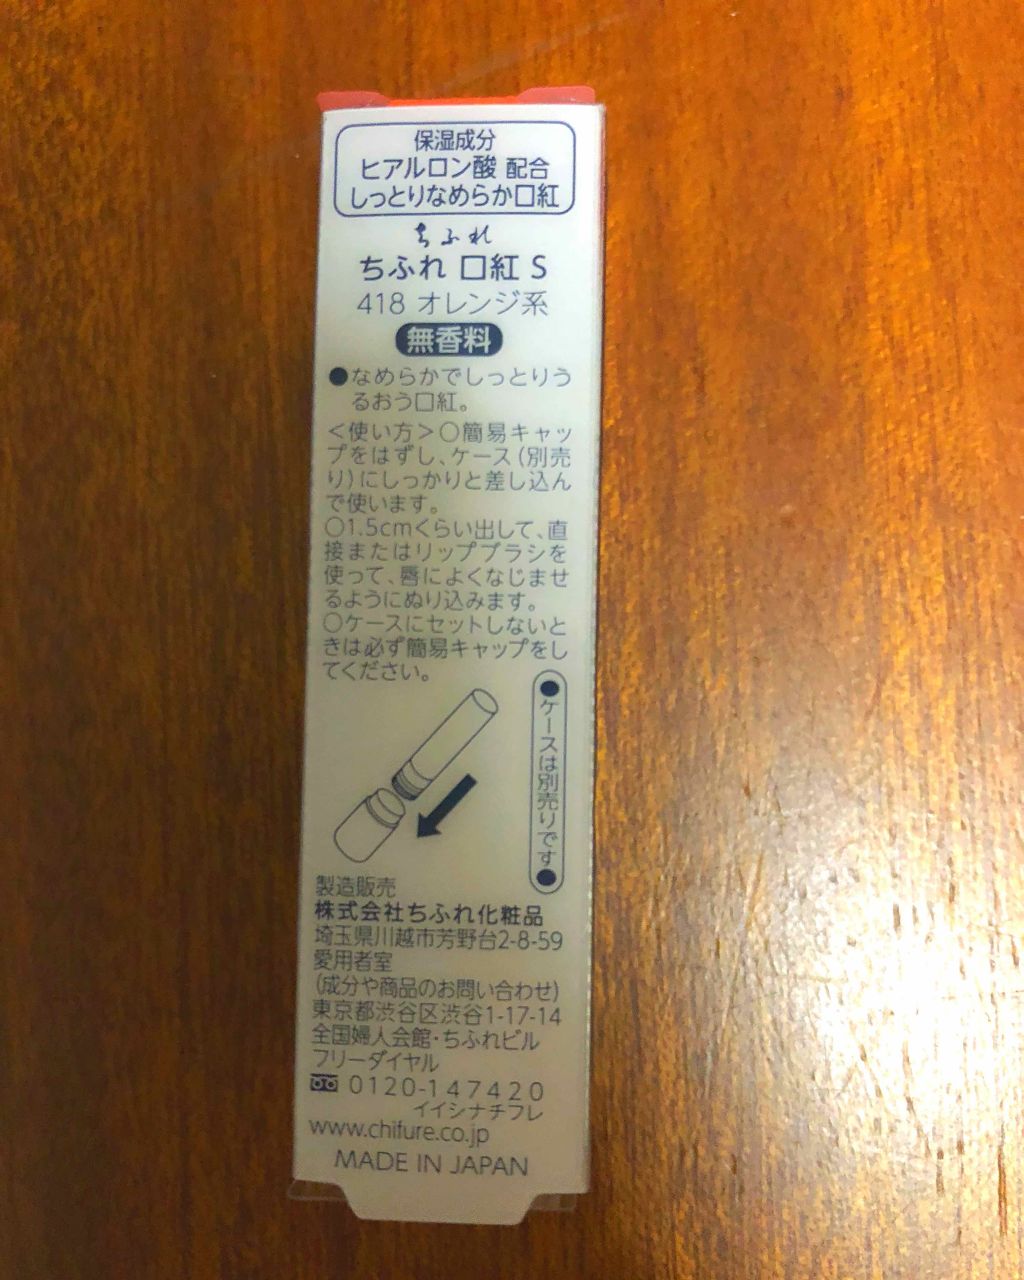 保湿成分
ヒアルロン酸 配合
しっとりなめらか口紅
ちふれ
ちふれ 口紅 S
418 オレンジ系
無香料
●なめらかでしっとりう
るおう口紅。
＜使い方＞○簡易キャッ
プをはずし、ケース(別売
り)にしっかりと差し込ん
で使います。
○1.5cmくらい出して、直
接またはリップブラシを
使って、唇によくなじませ
るようにぬり込みます。
○ケースにセットしないと
きは必ず簡易キャップをし
てください。
●ケースは別売りです●
製造販売
株式会社ちふれ化粧品
埼玉県川越市芳野台2-8-59
愛用者室
(成分や商品のお問い合わせ)
東京都渋谷区渋谷1-17-14
全国婦人会館・ちふれビル
フリーダイヤル
0120-147420
イイシナチフレ
www.chifure.co.jp
MADE IN JAPAN